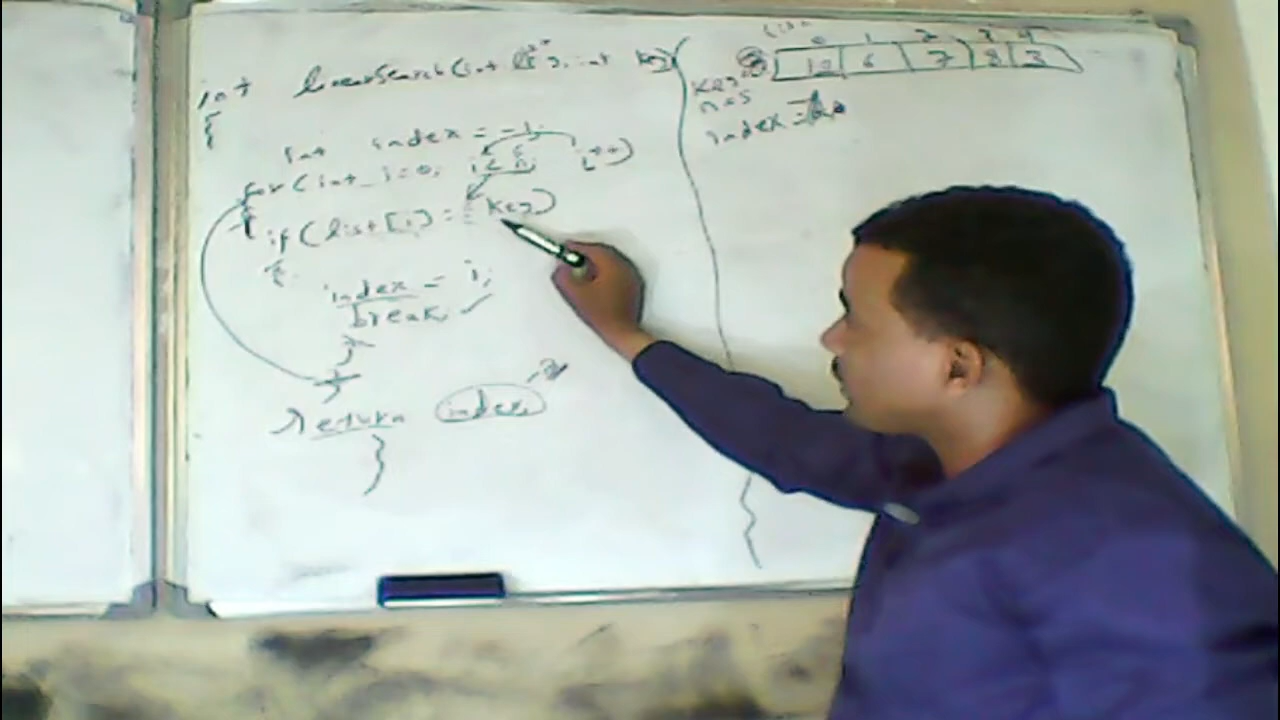 int linearSearch(int list[], int key)
{
int index = -1;
for(int i=0; i<n; i++)
{
if(list[i] == key)
{
index = i;
break;
}
}
return index;
}
list
0 1 2 3 4
12 6 7 8 3
key
n=5
index =